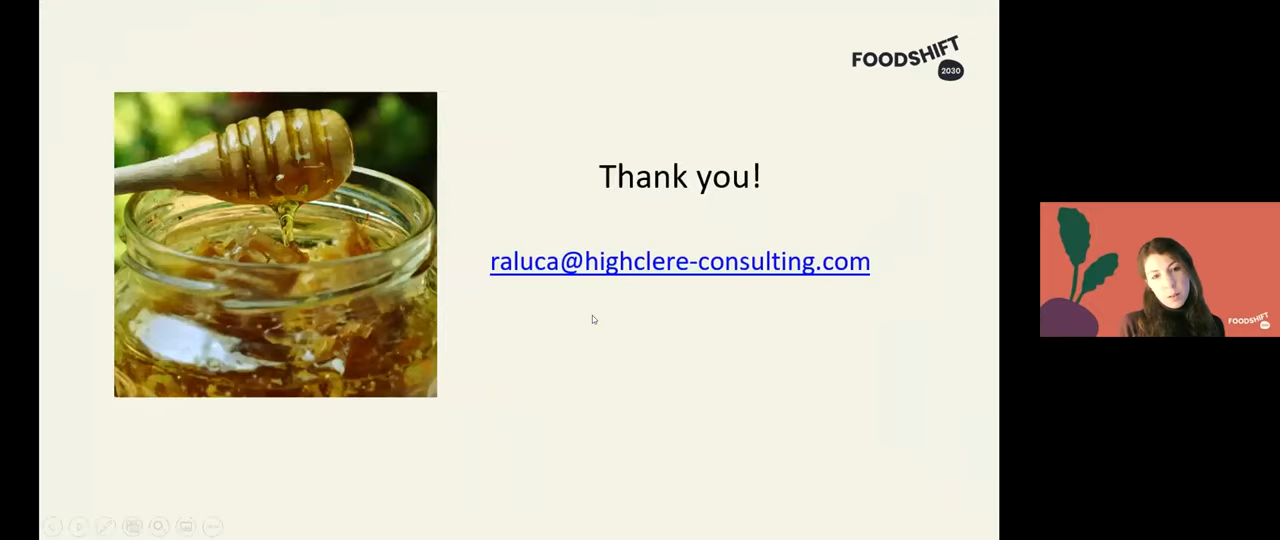 FOODSHIFT
2030
Thank you!
raluca@highclere-consulting.com
FOODSHIFT